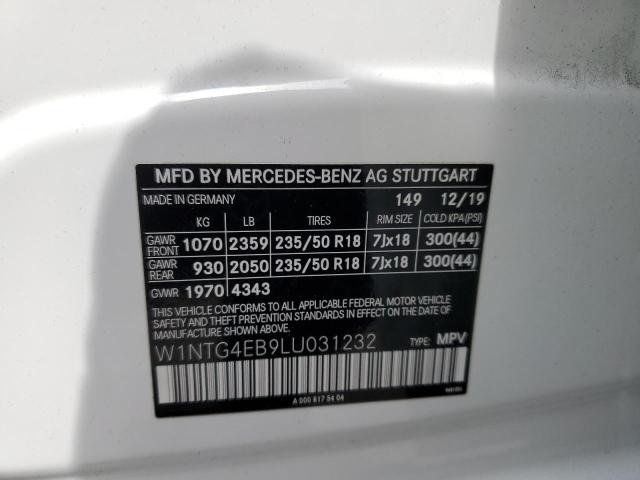 MFD BY MERCEDES-BENZ AG STUTTGART
MADE IN GERMANY 149 12/19
KG LB TIRES RIM SIZE COLD KPA(PSI)
GAWR FRONT 1070 2359 235/50 R18 7Jx18 300(44)
GAWR REAR 930 2050 235/50 R18 7Jx18 300(44)
GVWR 1970 4343
THIS VEHICLE CONFORMS TO ALL APPLICABLE FEDERAL MOTOR VEHICLE
SAFETY AND THEFT PREVENTION STANDARDS IN EFFECT ON
THE DATE OF MANUFACTURE SHOWN ABOVE.
W1NTG4EB9LU031232 TYPE: MPV
A 000 817 54 04